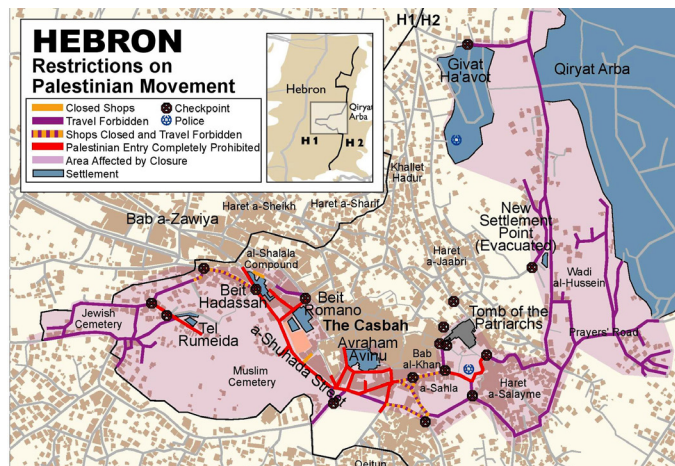 HEBRON
Restrictions on
Palestinian Movement
Closed Shops
Travel Forbidden
Shops Closed and Travel Forbidden
Palestinian Entry Completely Prohibited
Area Affected by Closure
Settlement
Checkpoint
Police
Hebron
Qiryat
Arba
H1
H2
H1/H2
Givat
Ha'avot
Qiryat Arba
Khallet
Hadur
Haret a-Sheikh
Haret a-Sharif
Bab a-Zawiya
al-Shalala
Compound
Haret
a-Jaabri
New
Settlement
Point
(Evacuated)
Wadi
al-Hussein
Beit
Hadassah
Beit
Romano
The Casbah
Tomb of the
Patriarchs
Prayers' Road
Jewish
Cemetery
Tel
Rumeida
a-Shuhada Str.
Avraham
Avinu
Bab
al-Khan
a-Sahla
Haret
a-Salayme
Muslim
Cemetery